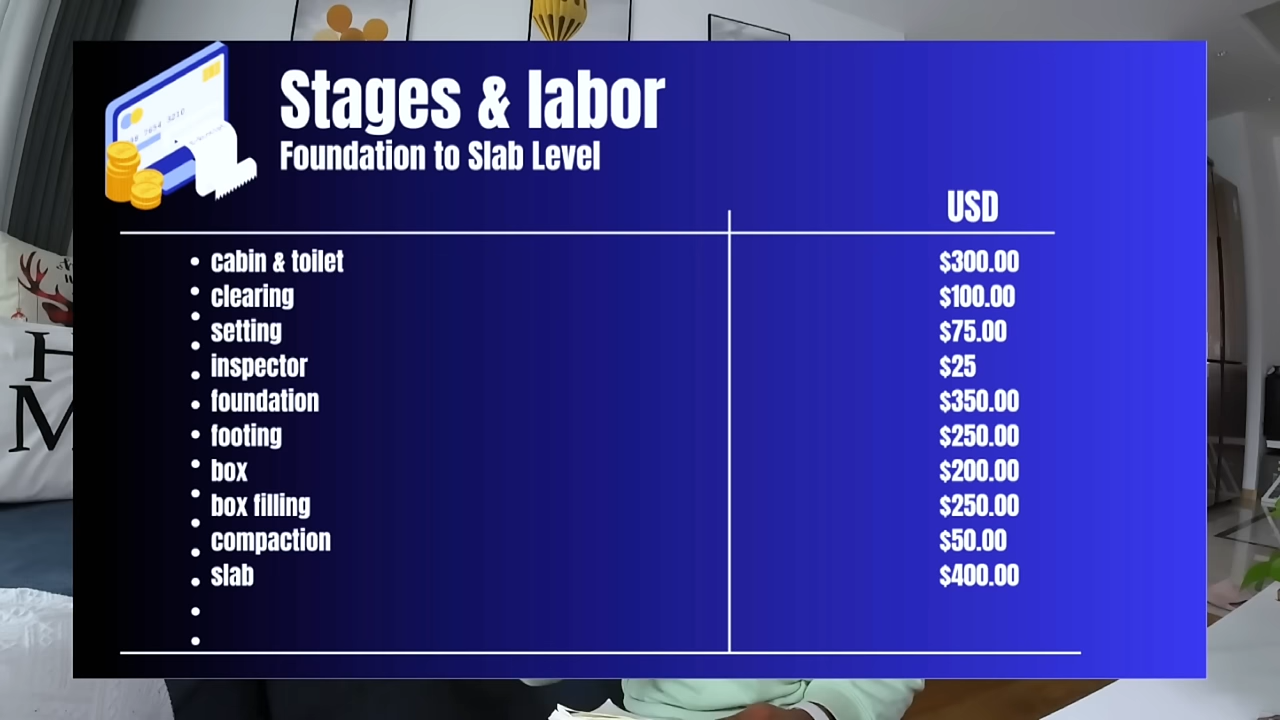 Stages & labor
Foundation to Slab Level
USD
cabin & toilet $300.00
clearing $100.00
setting $75.00
inspector $25
foundation $350.00
footing $250.00
box $200.00
box filling $250.00
compaction $50.00
slab $400.00
H
M